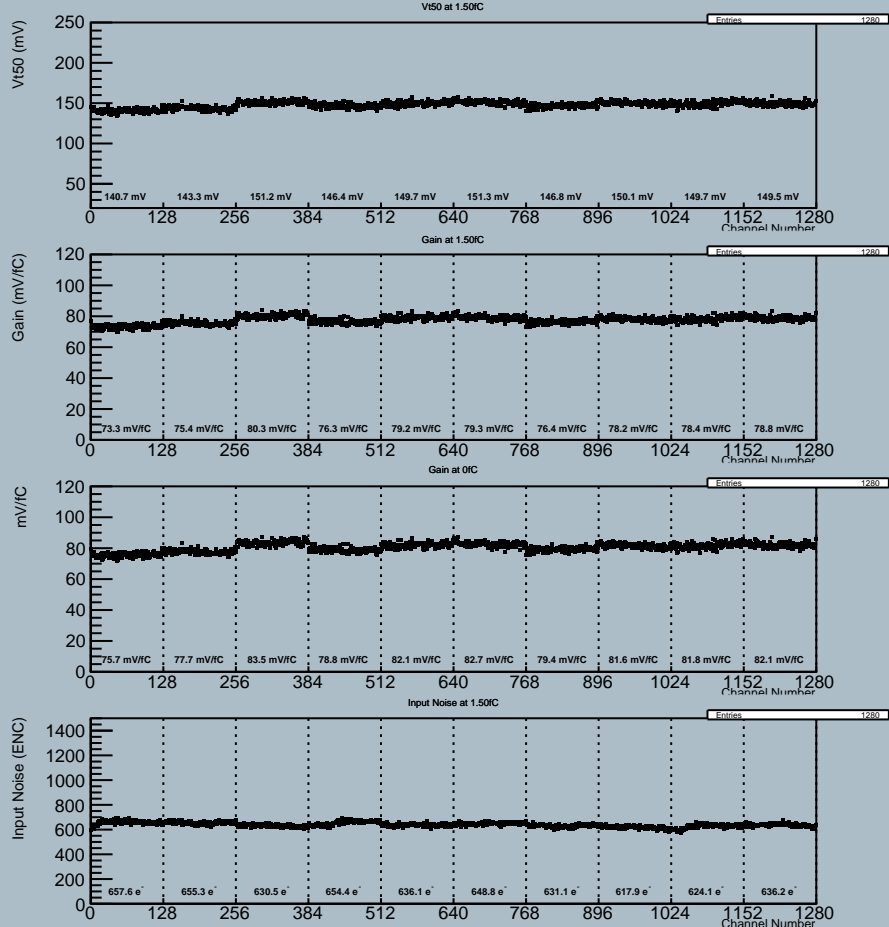 Vt50 at 1.50fC
Entries 1280
Vt50 (mV)
250
200
150
100
50
140.7 mV 143.3 mV 151.2 mV 146.4 mV 149.7 mV 151.3 mV 146.8 mV 150.1 mV 149.7 mV 149.5 mV
0 128 256 384 512 640 768 896 1024 1152 1280
Channel Number
Gain at 1.50fC
Entries 1280
Gain (mV/fC)
120
100
80
60
40
20
0
73.3 mV/fC 75.4 mV/fC 80.3 mV/fC 76.3 mV/fC 79.2 mV/fC 79.3 mV/fC 76.4 mV/fC 78.2 mV/fC 78.4 mV/fC 78.8 mV/fC
0 128 256 384 512 640 768 896 1024 1152 1280
Channel Number
Gain at 0fC
Entries 1280
mV/fC
120
100
80
60
40
20
0
75.7 mV/fC 77.7 mV/fC 83.5 mV/fC 78.8 mV/fC 82.1 mV/fC 82.7 mV/fC 79.4 mV/fC 81.6 mV/fC 81.8 mV/fC 82.1 mV/fC
0 128 256 384 512 640 768 896 1024 1152 1280
Channel Number
Input Noise at 1.50fC
Entries 1280
Input Noise (ENC)
1400
1200
1000
800
600
400
200
0
657.6 e⁻ 655.3 e⁻ 630.5 e⁻ 654.4 e⁻ 636.1 e⁻ 648.8 e⁻ 631.1 e⁻ 617.9 e⁻ 624.1 e⁻ 636.2 e⁻
0 128 256 384 512 640 768 896 1024 1152 1280
Channel Number